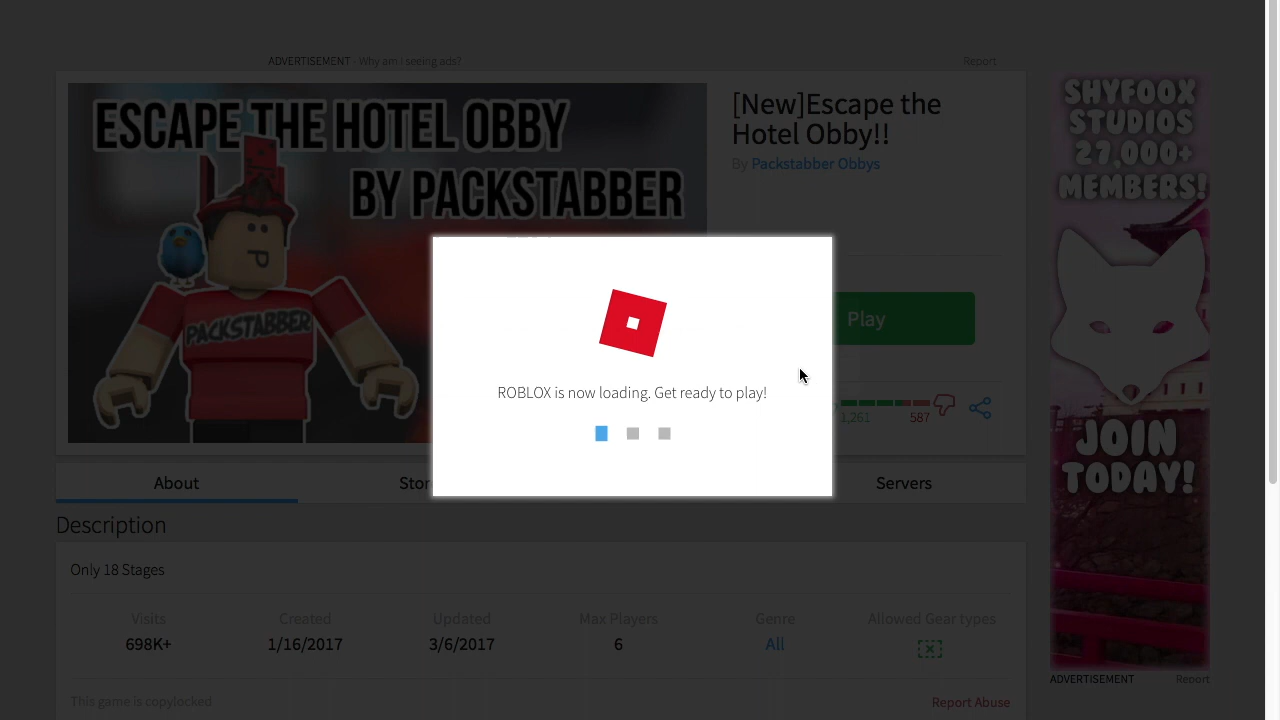 ADVERTISEMENT · Why am I seeing ads?
Report
ESCAPE THE HOTEL OBBY
BY PACKSTABBER
PACKSTABBER
[New]Escape the
Hotel Obby!!
By Packstabber Obbys
Play
ROBLOX is now loading. Get ready to play!
1,261
587
About
Stor
Servers
Description
Only 18 Stages
Visits
Created
Updated
Max Players
Genre
Allowed Gear types
698K+
1/16/2017
3/6/2017
6
All
This game is copylocked
Report Abuse
SHYFOOX
STUDIOS
27,000+
MEMBERS!
JOIN
TODAY!
ADVERTISEMENT
Report